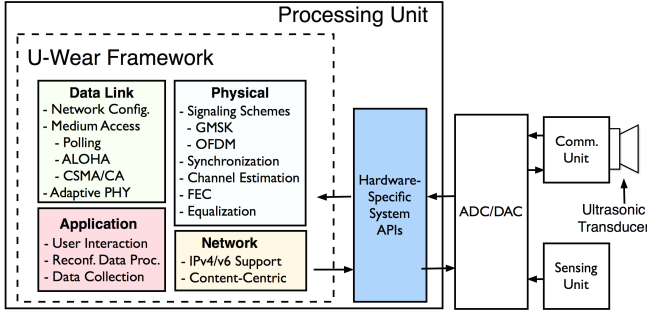 Processing Unit
U-Wear Framework
Data Link
- Network Config.
- Medium Access
- Polling
- ALOHA
- CSMA/CA
- Adaptive PHY
Physical
- Signaling Schemes
- GMSK
- OFDM
- Synchronization
- Channel Estimation
- FEC
- Equalization
Application
- User Interaction
- Reconf. Data Proc.
- Data Collection
Network
- IPv4/v6 Support
- Content-Centric
Hardware-
Specific
System
APIs
ADC/DAC
Comm.
Unit
Ultrasonic
Transducer
Sensing
Unit